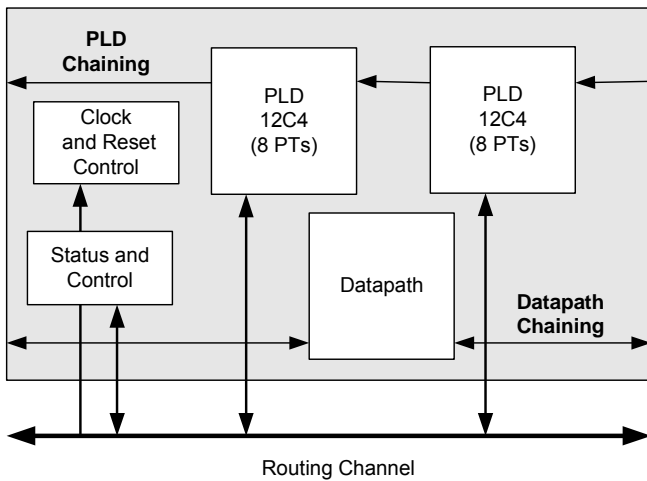 PLD
Chaining
PLD
12C4
(8 PTs)
PLD
12C4
(8 PTs)
Clock
and Reset
Control
Status and
Control
Datapath
Datapath
Chaining
Routing Channel